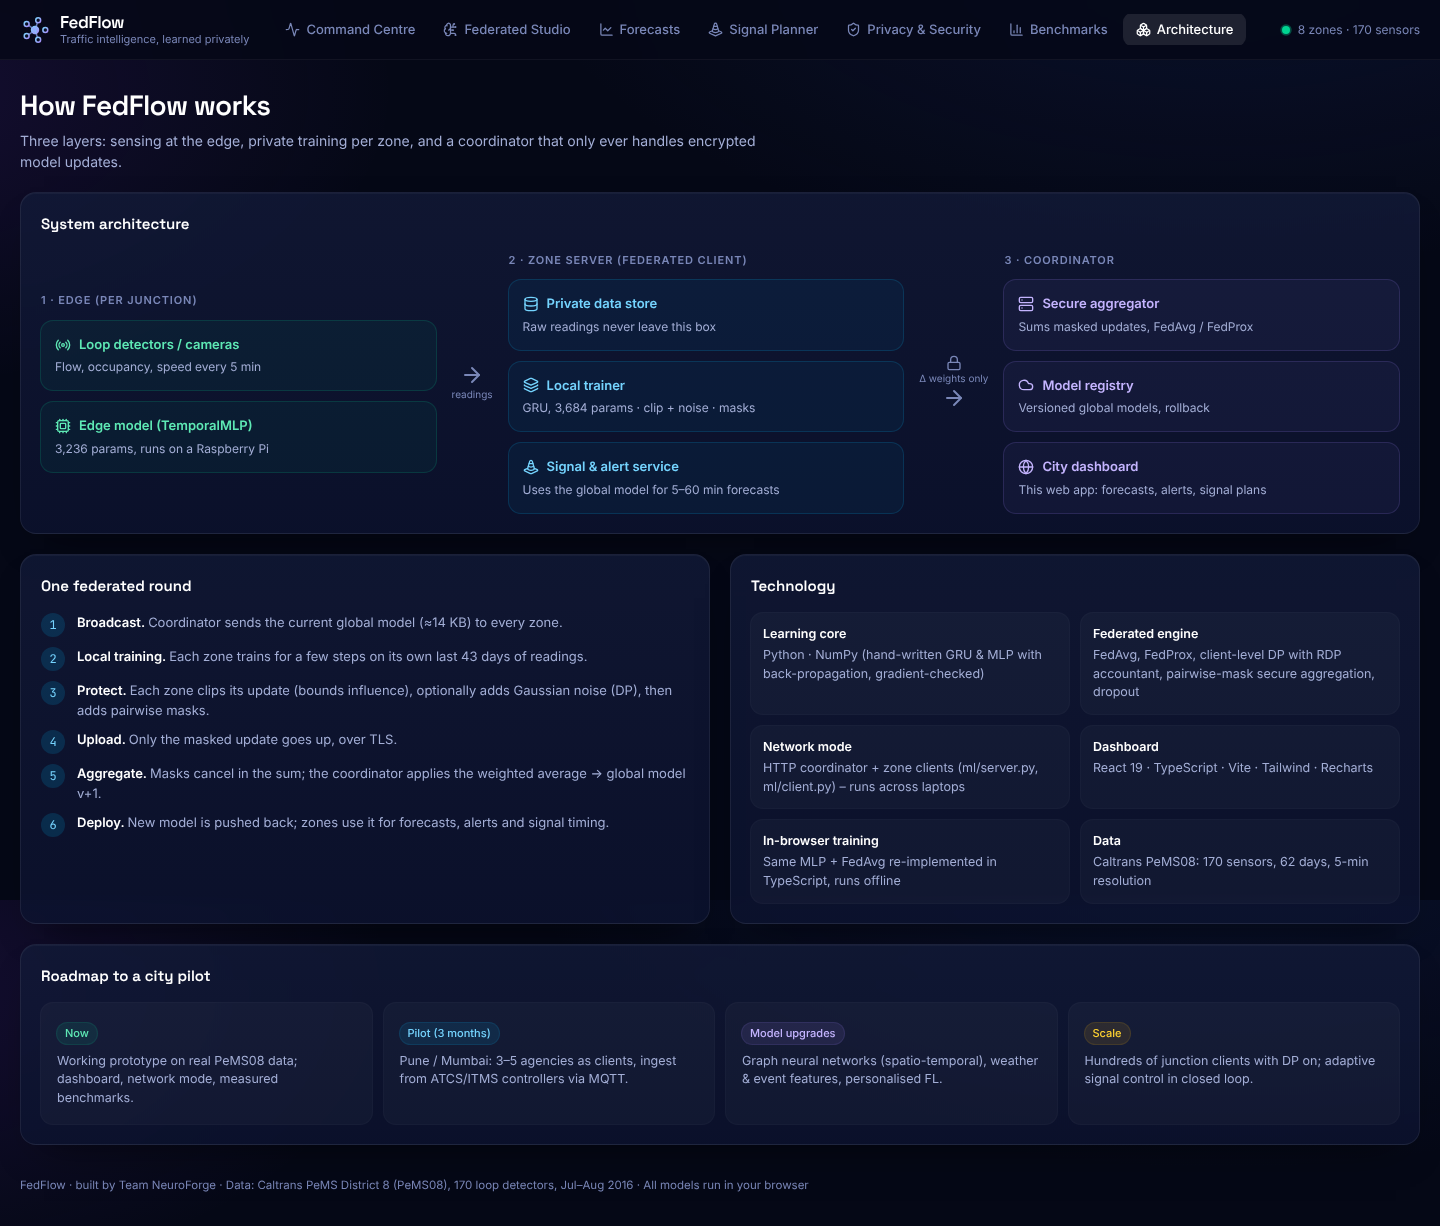 FedFlow
Traffic intelligence, learned privately
Command Centre
Federated Studio
Forecasts
Signal Planner
Privacy & Security
Benchmarks
Architecture
8 zones · 170 sensors
How FedFlow works
Three layers: sensing at the edge, private training per zone, and a coordinator that only ever handles encrypted
model updates.
System architecture
1 · EDGE (PER JUNCTION)
Loop detectors / cameras
Flow, occupancy, speed every 5 min
Edge model (TemporalMLP)
3,236 params, runs on a Raspberry Pi
readings
2 · ZONE SERVER (FEDERATED CLIENT)
Private data store
Raw readings never leave this box
Local trainer
GRU, 3,684 params · clip + noise · masks
Signal & alert service
Uses the global model for 5–60 min forecasts
Δ weights only
3 · COORDINATOR
Secure aggregator
Sums masked updates, FedAvg / FedProx
Model registry
Versioned global models, rollback
City dashboard
This web app: forecasts, alerts, signal plans
One federated round
1 Broadcast. Coordinator sends the current global model (≈14 KB) to every zone.
2 Local training. Each zone trains for a few steps on its own last 43 days of readings.
3 Protect. Each zone clips its update (bounds influence), optionally adds Gaussian noise (DP), then
adds pairwise masks.
4 Upload. Only the masked update goes up, over TLS.
5 Aggregate. Masks cancel in the sum; the coordinator applies the weighted average → global model
v+1.
6 Deploy. New model is pushed back; zones use it for forecasts, alerts and signal timing.
Technology
Learning core
Python · NumPy (hand-written GRU & MLP with
back-propagation, gradient-checked)
Federated engine
FedAvg, FedProx, client-level DP with RDP
accountant, pairwise-mask secure aggregation,
dropout
Network mode
HTTP coordinator + zone clients (ml/server.py,
ml/client.py) – runs across laptops
Dashboard
React 19 · TypeScript · Vite · Tailwind · Recharts
In-browser training
Same MLP + FedAvg re-implemented in
TypeScript, runs offline
Data
Caltrans PeMS08: 170 sensors, 62 days, 5-min
resolution
Roadmap to a city pilot
Now
Working prototype on real PeMS08 data;
dashboard, network mode, measured
benchmarks.
Pilot (3 months)
Pune / Mumbai: 3–5 agencies as clients, ingest
from ATCS/ITMS controllers via MQTT.
Model upgrades
Graph neural networks (spatio-temporal), weather
& event features, personalised FL.
Scale
Hundreds of junction clients with DP on; adaptive
signal control in closed loop.
FedFlow · built by Team NeuroForge · Data: Caltrans PeMS District 8 (PeMS08), 170 loop detectors, Jul–Aug 2016 · All models run in your browser